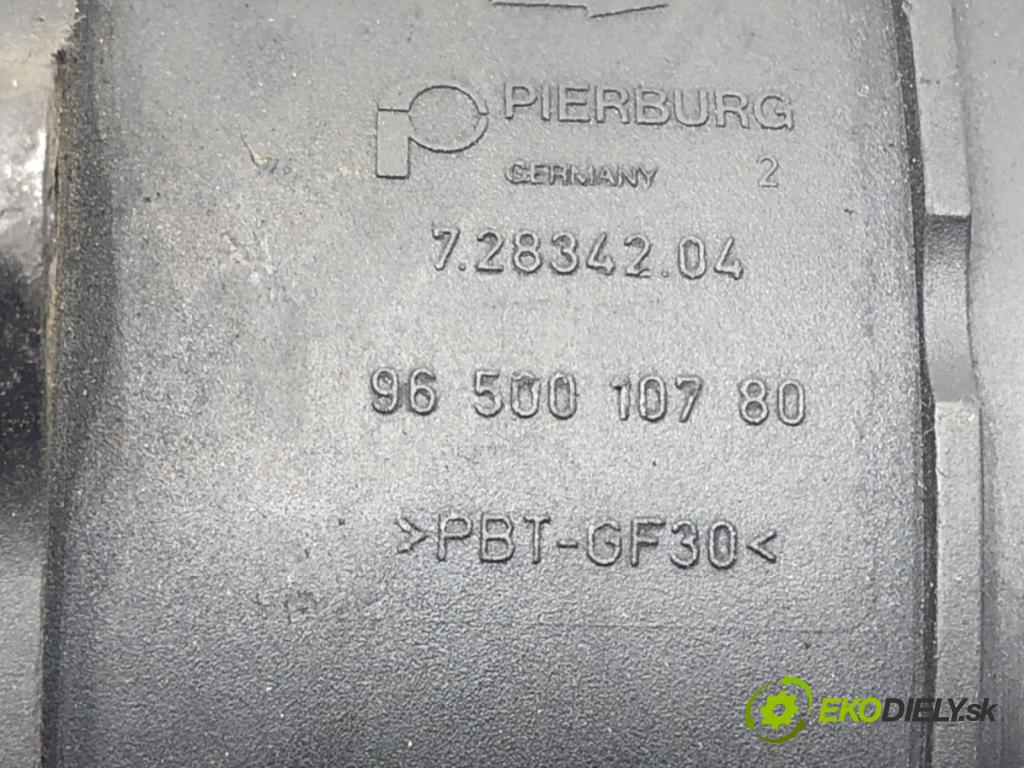 PIERBURG
GERMANY 2
7.28342.04
96 500 107 80
>PBT-GF30<
EKODIELY.sk